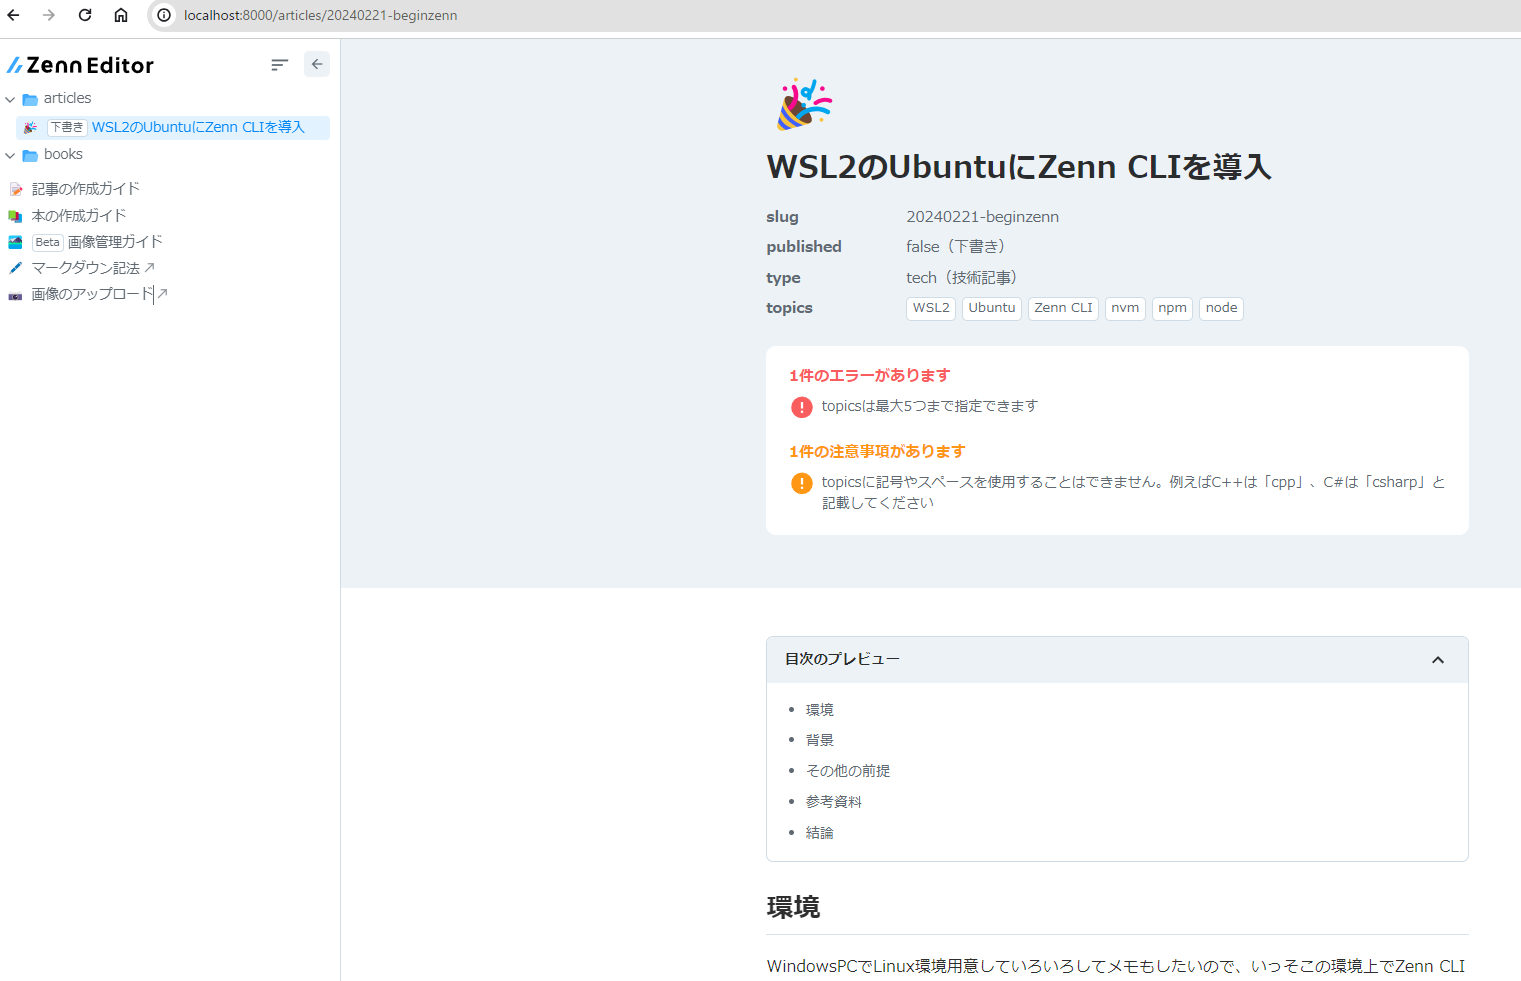 localhost:8000/articles/20240221-beginzenn
Zenn Editor
articles
下書き WSL2のUbuntuにZenn CLIを導入
books
記事の作成ガイド
本の作成ガイド
Beta 画像管理ガイド
マークダウン記法
画像のアップロード
WSL2のUbuntuにZenn CLIを導入
slug 20240221-beginzenn
published false（下書き）
type tech（技術記事）
topics WSL2 Ubuntu Zenn CLI nvm npm node
1件のエラーがあります
topicsは最大5つまで指定できます
1件の注意事項があります
topicsに記号やスペースを使用することはできません。例えばC++は「cpp」、C#は「csharp」と
記載してください
目次のプレビュー
環境
背景
その他の前提
参考資料
結論
環境
WindowsPCでLinux環境用意していろいろしてメモもしたいので、いっそこの環境上でZenn CLI